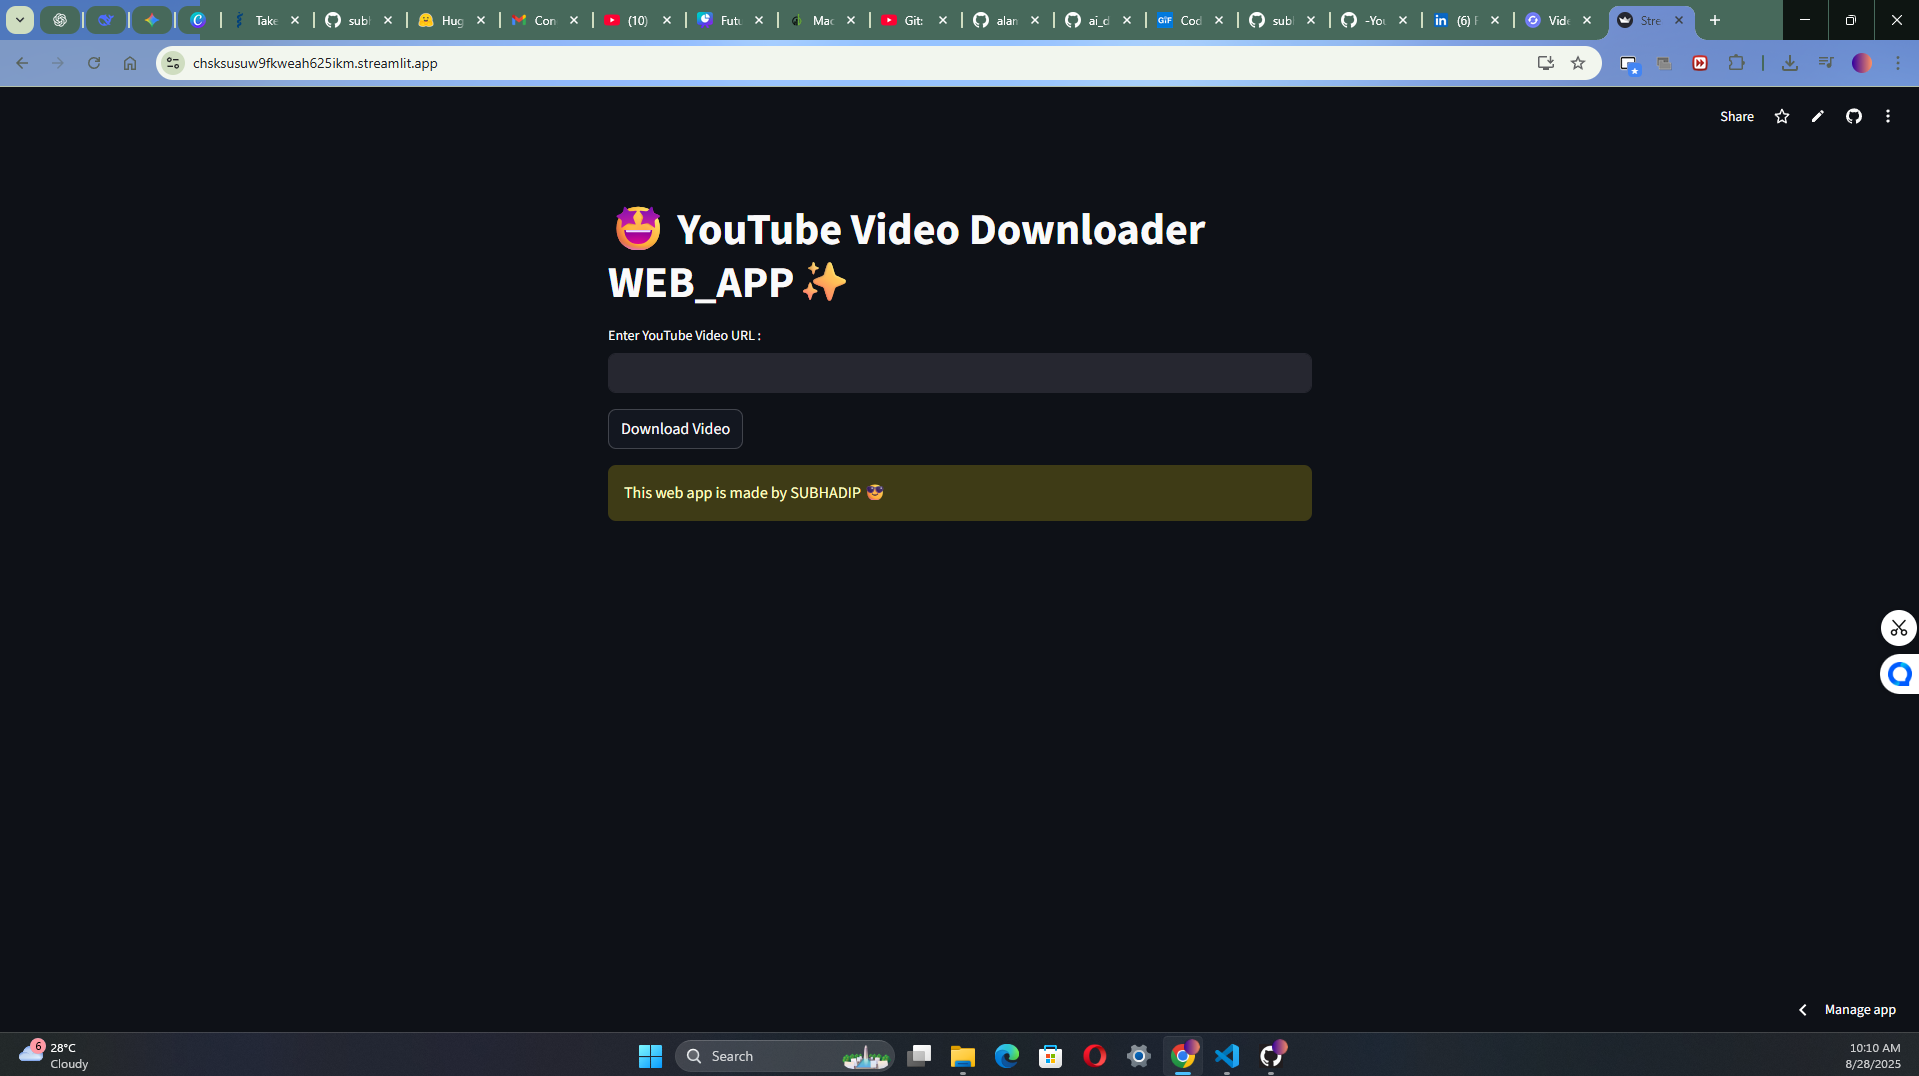 Take
subl
Hug
Con
(10)
Futu
Mac
Git:
alan
ai_d
GIF
Cod
subl
-You
in
(6) F
Vide
Stre
chsksusuw9fkweah625ikm.streamlit.app
Share
YouTube Video Downloader
WEB_APP
Enter YouTube Video URL :
Download Video
This web app is made by SUBHADIP
Manage app
6
28°C
Cloudy
Search
10:10 AM
8/28/2025